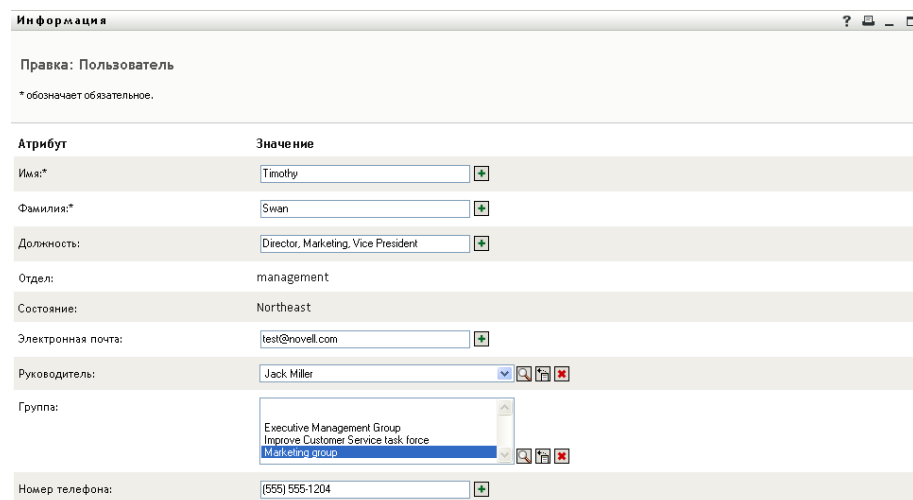 Информация ?
Правка: Пользователь
* обозначает обязательное.
Атрибут Значение
Имя:* Timothy
Фамилия:* Swan
Должность: Director, Marketing, Vice President
Отдел: management
Состояние: Northeast
Электронная почта: test@novell.com
Руководитель: Jack Miller
Группа:
Executive Management Group
Improve Customer Service task force
Marketing group
Номер телефона: (555) 555-1204